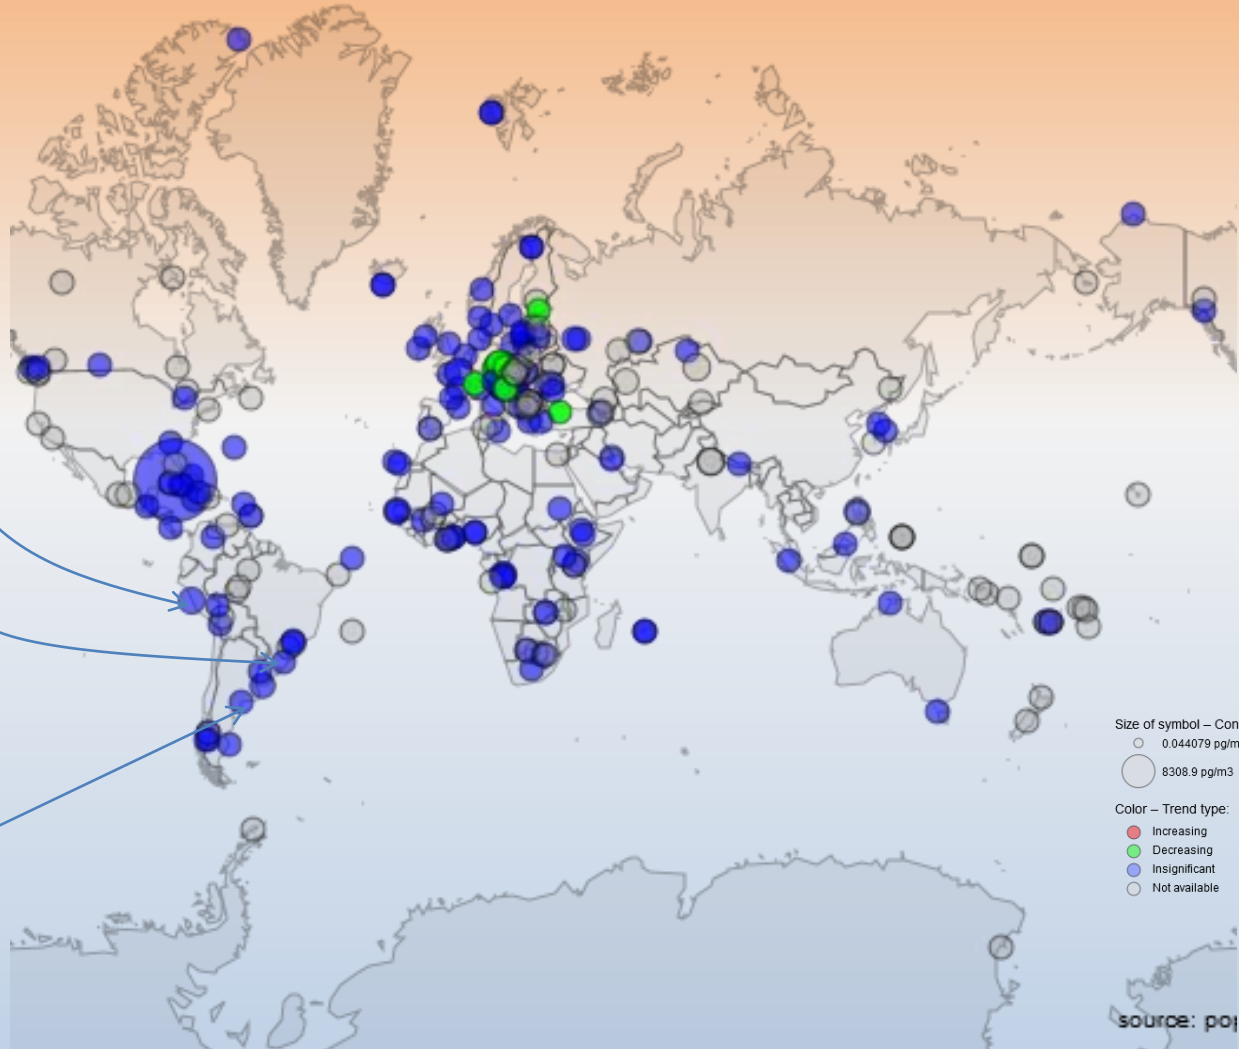 Size of symbol – Con
0.044079 pg/m
8308.9 pg/m3
Color – Trend type:
Increasing
Decreasing
Insignificant
Not available
source: pop